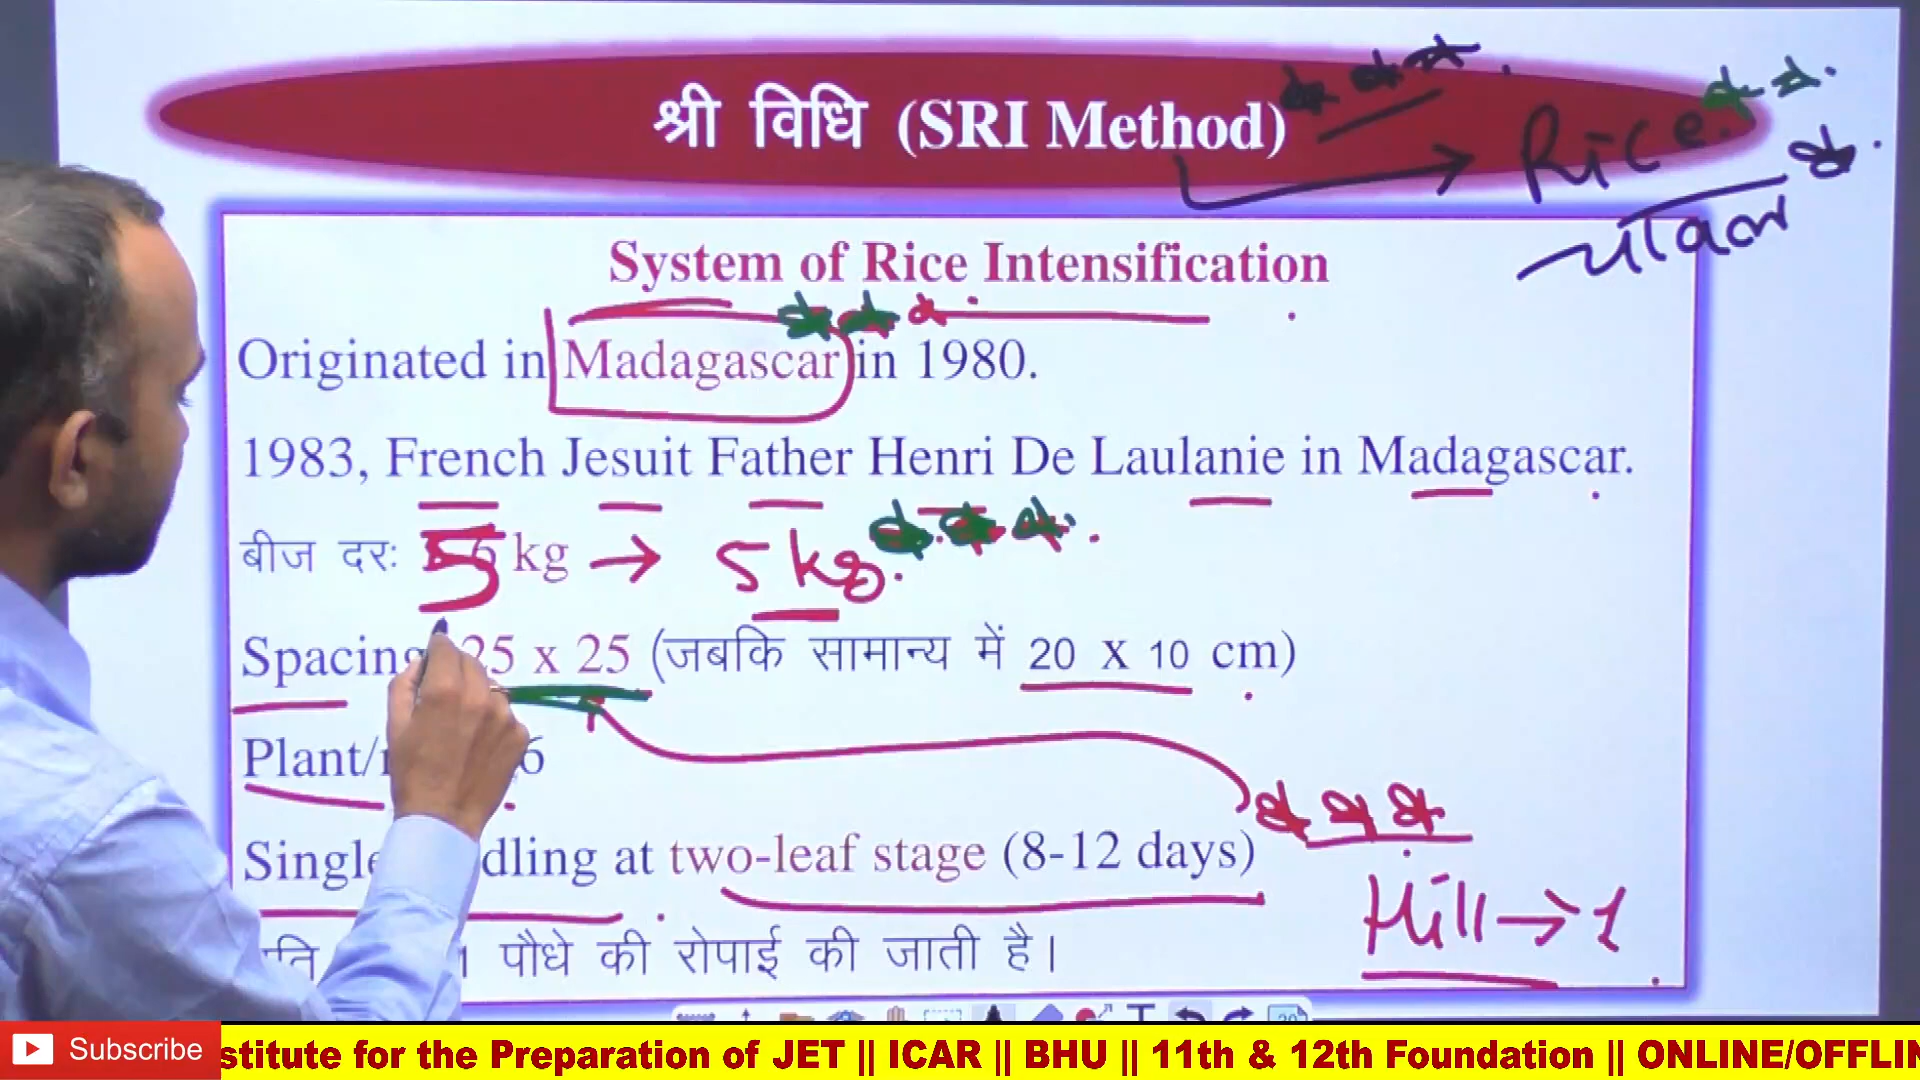 श्री विधि (SRI Method)
Rice
चावल
System of Rice Intensification
Originated in Madagascar in 1980.
1983, French Jesuit Father Henri De Laulanie in Madagascar.
बीज दरः 5 kg → 5 kg.
Spacing 25 x 25 (जबकि सामान्य में 20 X 10 cm)
Plant/ 6
Single dling at two-leaf stage (8-12 days)
Hill → 1
1 पौधे की रोपाई की जाती है।
Subscribe
stitute for the Preparation of JET || ICAR || BHU || 11th & 12th Foundation || ONLINE/OFFLIN